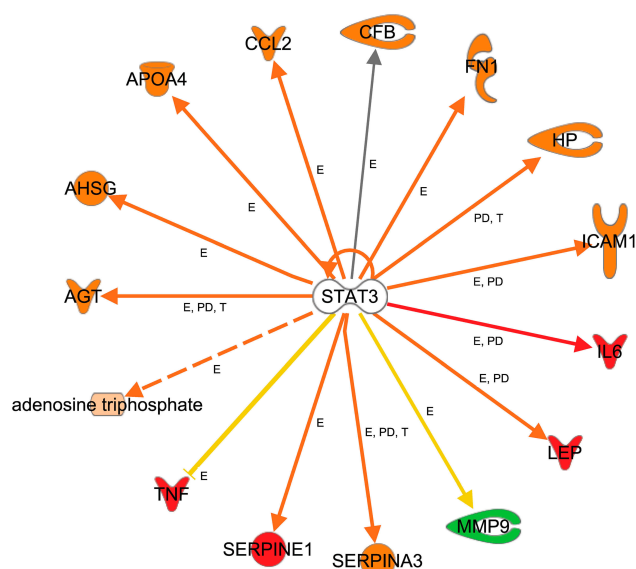 CFB
CCL2
FN1
APOA4
HP
E
E
E
PD, T
AHSG
E
ICAM1
E
E, PD
AGT
STAT3
E, PD, T
E, PD
IL6
E
E, PD
adenosine triphosphate
E
E
E, PD, T
LEP
E
TNF
MMP9
SERPINE1
SERPINA3